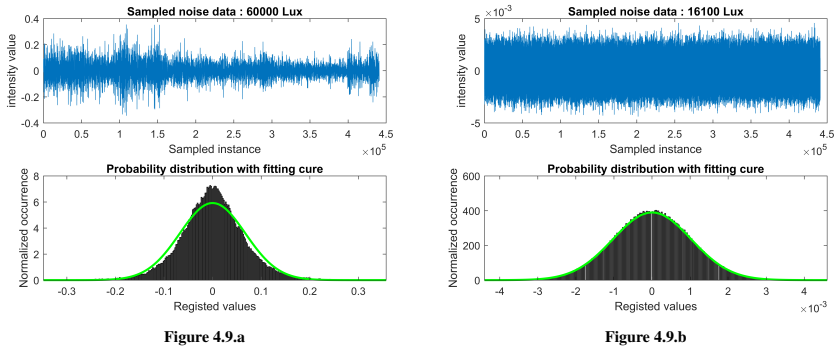 Sampled noise data : 60000 Lux
intensity value
0.4
0.2
0
-0.2
-0.4
0 0.5 1 1.5 2 2.5 3 3.5 4 4.5
Sampled instance
×10^5
Probability distribution with fitting cure
Normalized occurrence
8
6
4
2
0
-0.3 -0.2 -0.1 0 0.1 0.2 0.3
Registed values
Figure 4.9.a
Sampled noise data : 16100 Lux
×10^-3
intensity value
5
0
-5
0 0.5 1 1.5 2 2.5 3 3.5 4 4.5
Sampled instance
×10^5
Probability distribution with fitting cure
Normalized occurrence
600
400
200
0
-4 -3 -2 -1 0 1 2 3 4
Registed values
×10^-3
Figure 4.9.b